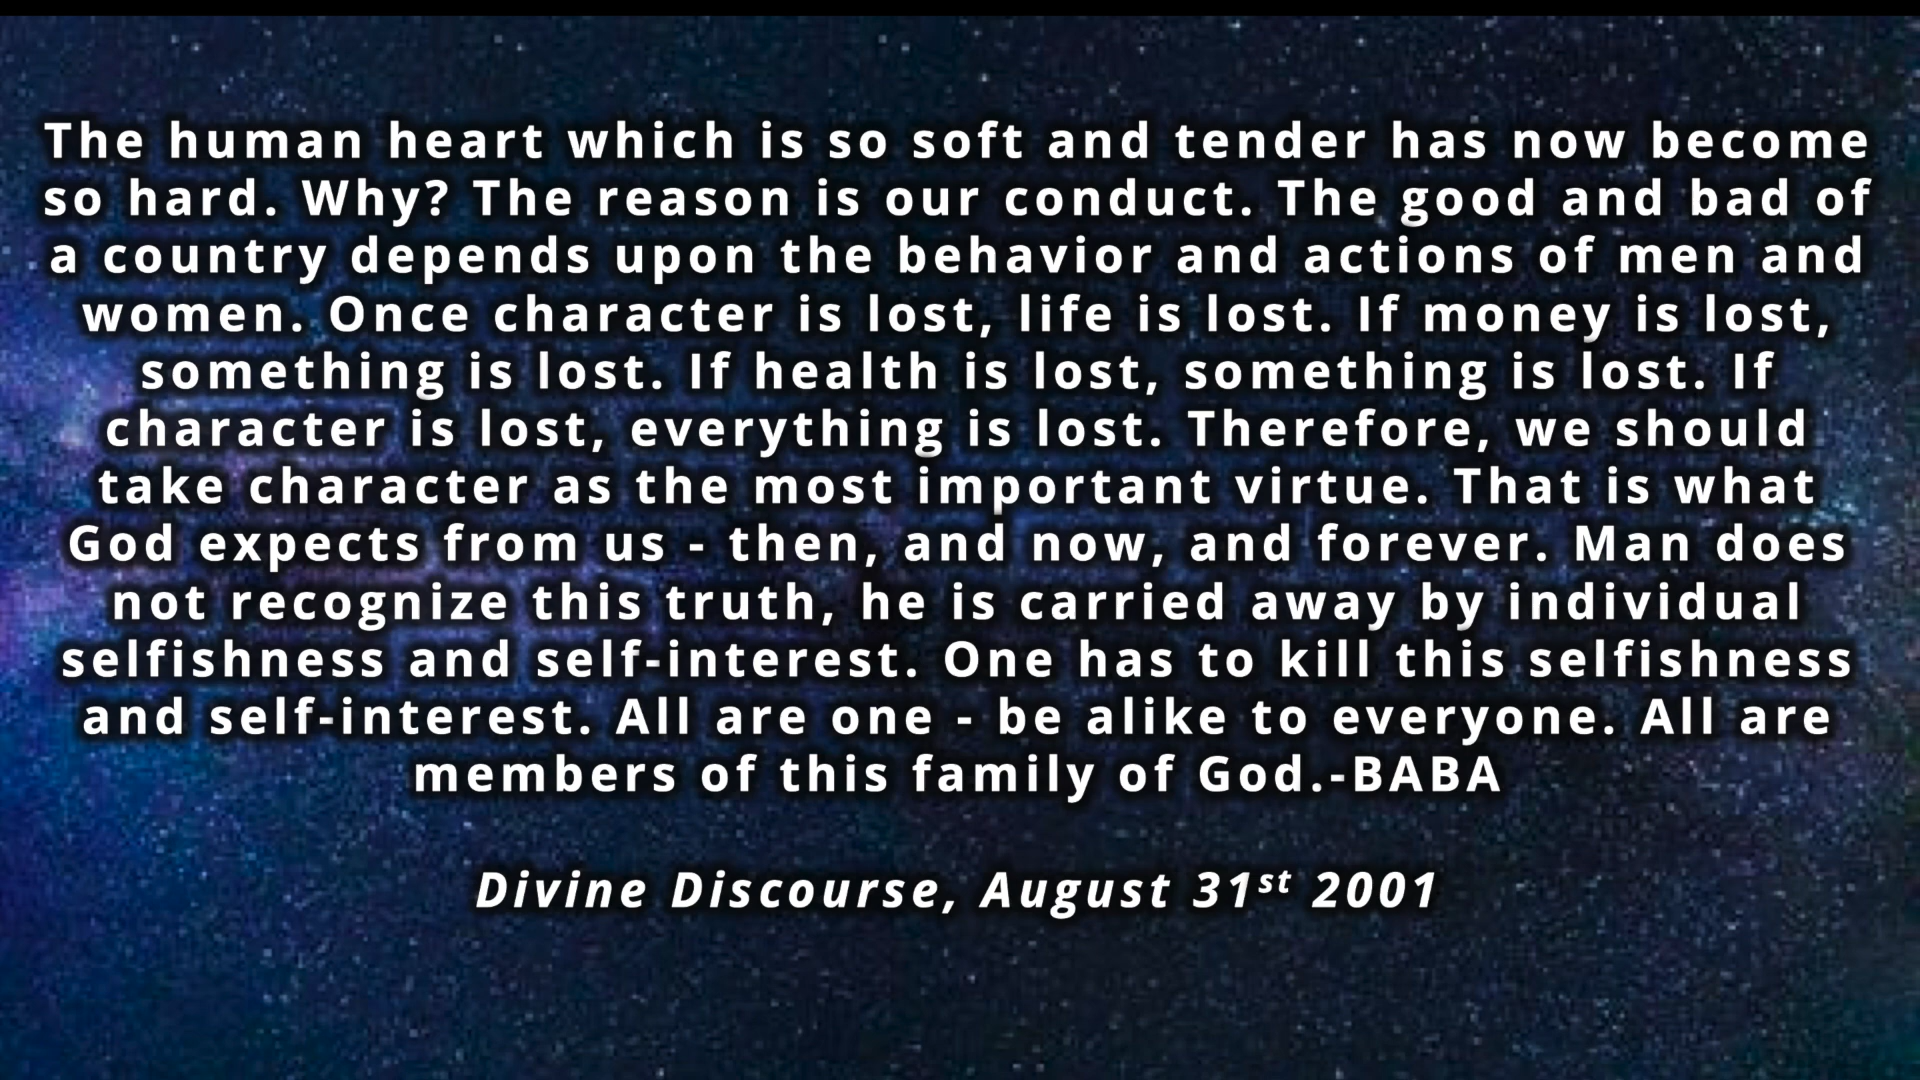 The human heart which is so soft and tender has now become
so hard. Why? The reason is our conduct. The good and bad of
a country depends upon the behavior and actions of men and
women. Once character is lost, life is lost. If money is lost,
something is lost. If health is lost, something is lost. If
character is lost, everything is lost. Therefore, we should
take character as the most important virtue. That is what
God expects from us - then, and now, and forever. Man does
not recognize this truth, he is carried away by individual
selfishness and self-interest. One has to kill this selfishness
and self-interest. All are one - be alike to everyone. All are
members of this family of God.-BABA
Divine Discourse, August 31st 2001